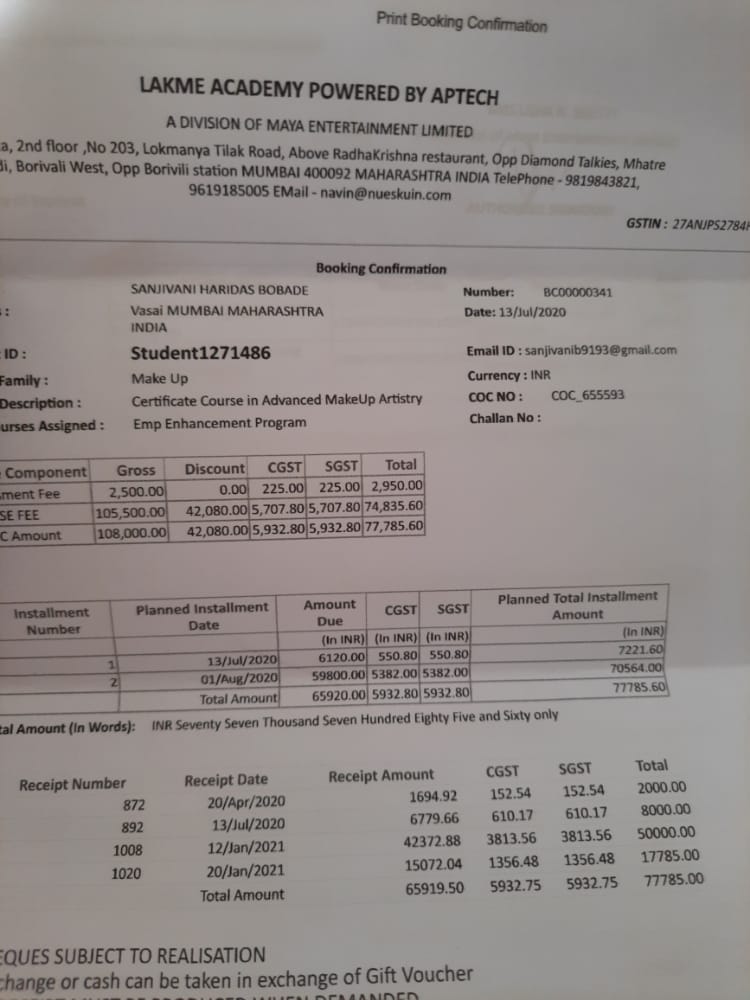 Print Booking Confirmation
LAKME ACADEMY POWERED BY APTECH
A DIVISION OF MAYA ENTERTAINMENT LIMITED
a, 2nd floor ,No 203, Lokmanya Tilak Road, Above RadhaKrishna restaurant, Opp Diamond Talkies, Mhatre
di, Borivali West, Opp Borivili station MUMBAI 400092 MAHARASHTRA INDIA TelePhone - 9819843821,
9619185005 EMail - navin@nueskuin.com
GSTIN : 27ANJPS2784
Booking Confirmation
SANJIVANI HARIDAS BOBADE Number: BC00000341
: Vasai MUMBAI MAHARASHTRA Date: 13/Jul/2020
INDIA
ID : Student1271486 Email ID : sanjivanib9193@gmail.com
Family : Make Up Currency : INR
Description : Certificate Course in Advanced MakeUp Artistry COC NO : COC_655593
urses Assigned : Emp Enhancement Program Challan No :
Component Gross Discount CGST SGST Total
ment Fee 2,500.00 0.00 225.00 225.00 2,950.00
SE FEE 105,500.00 42,080.00 5,707.80 5,707.80 74,835.60
C Amount 108,000.00 42,080.00 5,932.80 5,932.80 77,785.60
Installment Number Planned Installment Date Amount Due CGST SGST Planned Total Installment Amount
(In INR) (In INR) (In INR) (In INR)
1 13/Jul/2020 6120.00 550.80 550.80 7221.60
2 01/Aug/2020 59800.00 5382.00 5382.00 70564.00
Total Amount 65920.00 5932.80 5932.80 77785.60
tal Amount (In Words): INR Seventy Seven Thousand Seven Hundred Eighty Five and Sixty only
Receipt Number Receipt Date Receipt Amount CGST SGST Total
872 20/Apr/2020 1694.92 152.54 152.54 2000.00
892 13/Jul/2020 6779.66 610.17 610.17 8000.00
1008 12/Jan/2021 42372.88 3813.56 3813.56 50000.00
1020 20/Jan/2021 15072.04 1356.48 1356.48 17785.00
Total Amount 65919.50 5932.75 5932.75 77785.00
EQUES SUBJECT TO REALISATION
change or cash can be taken in exchange of Gift Voucher
MUST BE PRODUCED WHEN DEMANDED